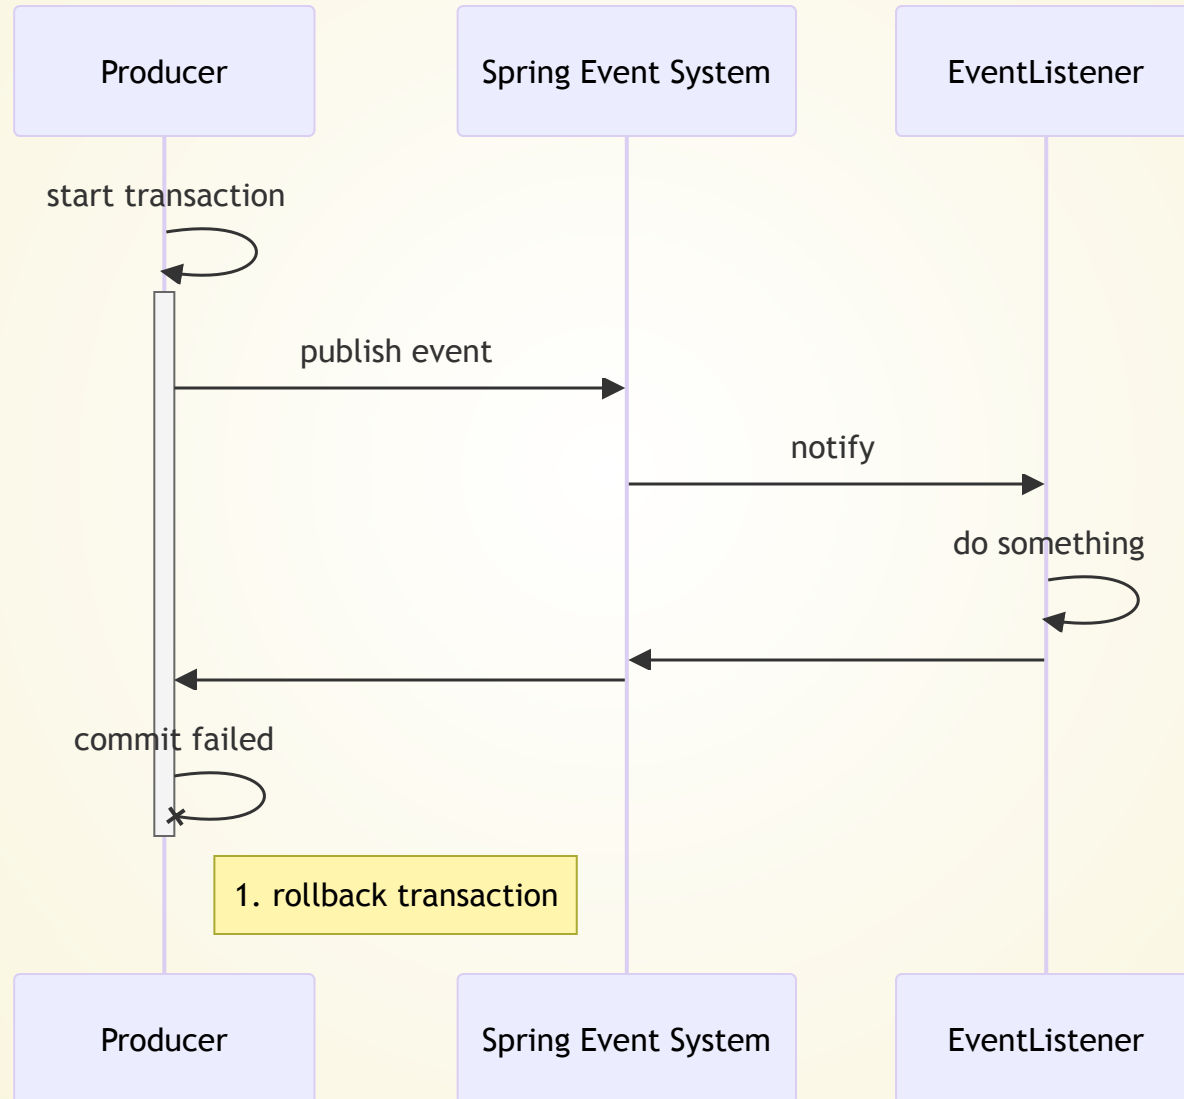 Producer
Spring Event System
EventListener
start transaction
publish event
notify
do something
commit failed
1. rollback transaction
Producer
Spring Event System
EventListener